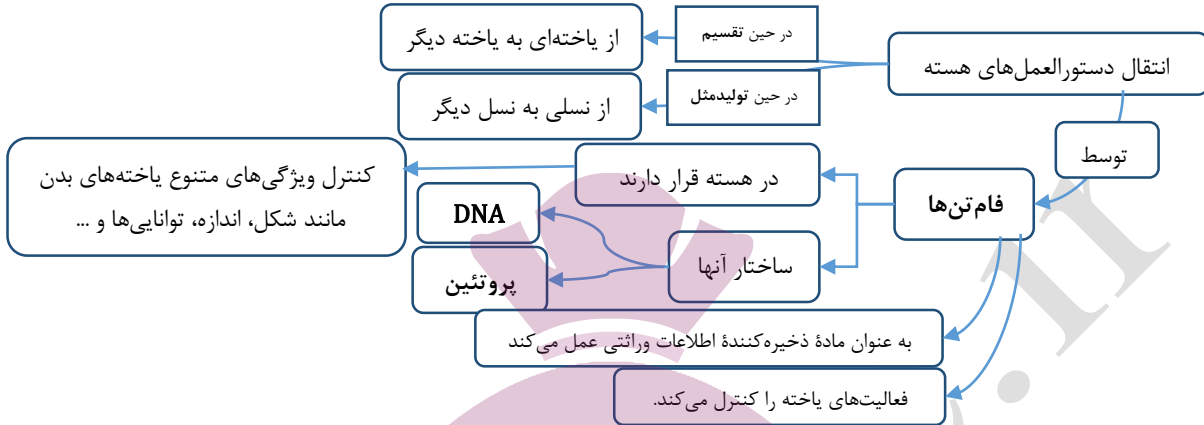 انتقال دستورالعمل‌های هسته
در حین تقسیم
از یاخته‌ای به یاخته دیگر
در حین تولیدمثل
از نسلی به نسل دیگر
توسط
فام‌تن‌ها
در هسته قرار دارند
کنترل ویژگی‌های متنوع یاخته‌های بدن
مانند شکل، اندازه، توانایی‌ها و ...
ساختار آنها
DNA
پروتئین
به عنوان مادۀ ذخیره‌کنندۀ اطلاعات وراثتی عمل می‌کند
فعالیت‌های یاخته را کنترل می‌کند.